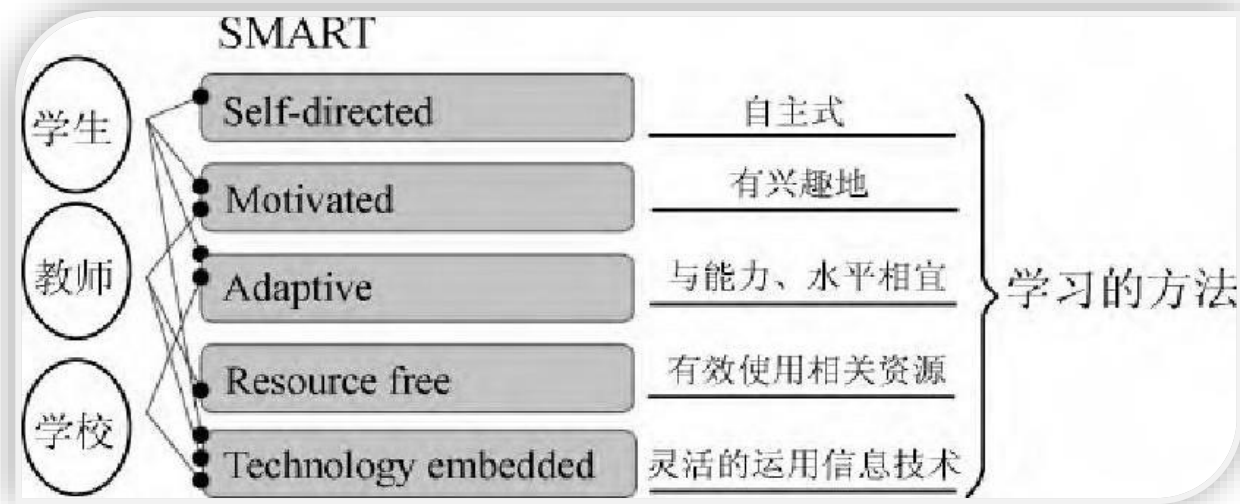 SMART
学生
Self-directed
自主式
Motivated
有兴趣地
教师
Adaptive
与能力、水平相宜
学习的方法
Resource free
有效使用相关资源
学校
Technology embedded
灵活的运用信息技术